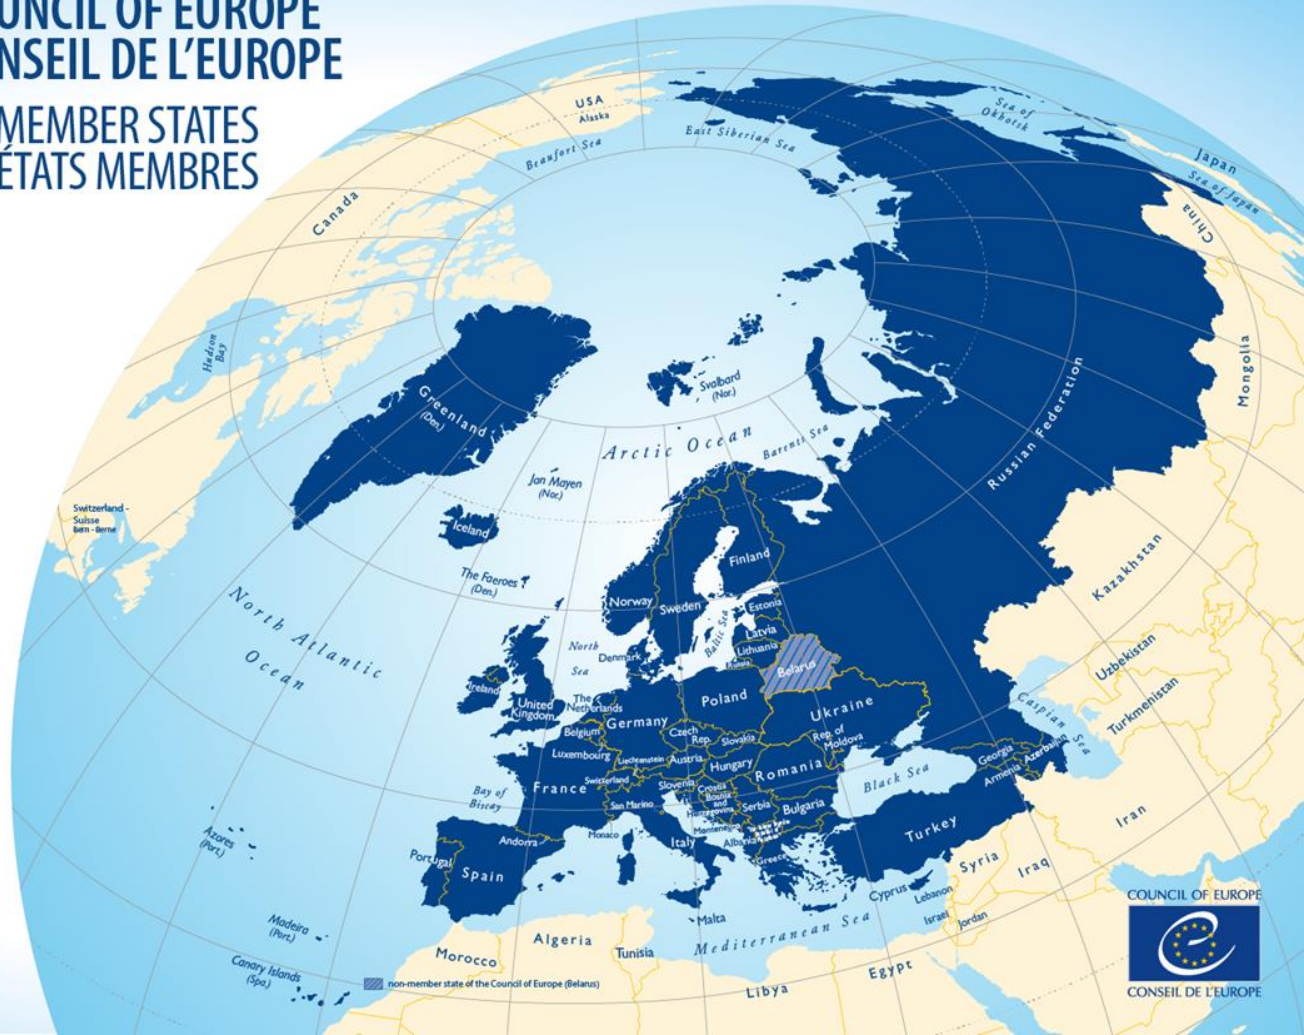 UNCIL OF EUROPE
NSEIL DE L'EUROPE
MEMBER STATES
ÉTATS MEMBRES
USA
Alaska
Beaufort Sea
East Siberian Sea
Sea of
Okhotsk
Japan
Sea of Japan
China
Canada
Hudson
Bay
Mongolia
Russian Federation
Greenland
(Den.)
Svalbard
(Nor.)
Arctic Ocean
Barents Sea
Jan Mayen
(Nor.)
Switzerland -
Suisse
Bern - Berne
Iceland
The Faeroes
(Den.)
Kazakhstan
Finland
Norway
Sweden
Estonia
Baltic Sea
Latvia
Lithuania
Russia
Belarus
North Atlantic
Ocean
North
Sea
Denmark
Ireland
United
Kingdom
The
Netherlands
Poland
Ukraine
Uzbekistan
Turkmenistan
Caspian Sea
Germany
Belgium
Czech
Rep.
Slovakia
Rep. of
Moldova
Luxembourg
Liechtenstein
Austria
Hungary
Romania
Georgia
Azerbaijan
Armenia
Black Sea
Switzerland
Slovenia
Croatia
France
Bay of
Biscay
San Marino
Bosnia
and
Herzegovina
Serbia
Bulgaria
Monaco
Montenegro
Italy
Albania
Greece
Turkey
Iran
Azores
(Port.)
Andorra
Portugal
Spain
Syria
Iraq
Cyprus
Lebanon
Israel
Jordan
Malta
Mediterranean Sea
Madeira
(Port.)
Canary Islands
(Spa.)
Morocco
Algeria
Tunisia
Libya
Egypt
non-member state of the Council of Europe (Belarus)
COUNCIL OF EUROPE
CONSEIL DE L'EUROPE